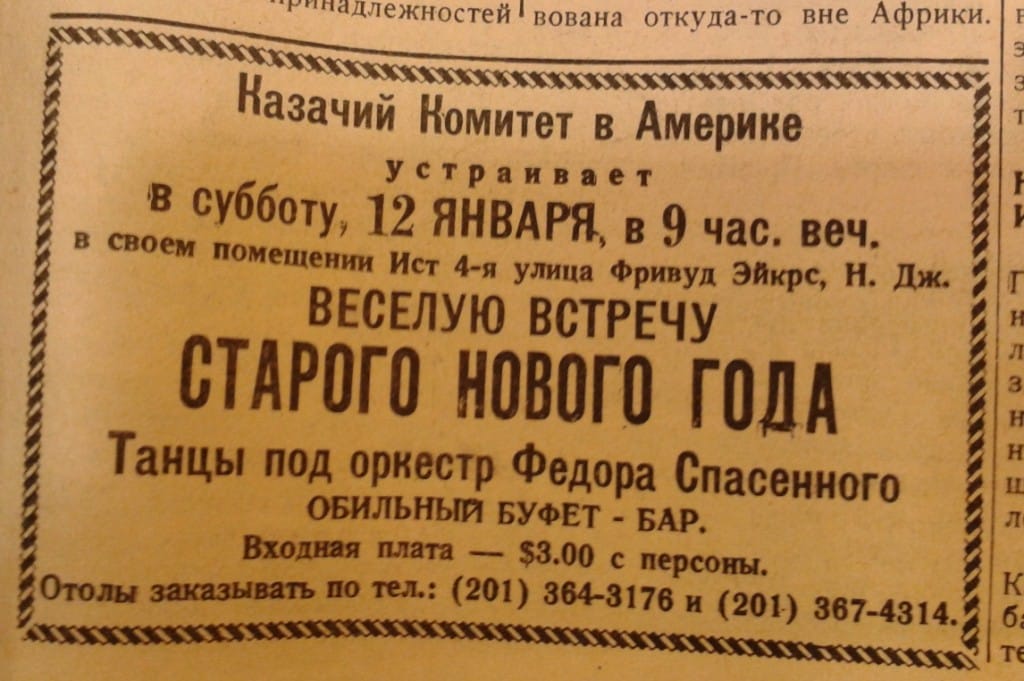 принадлежностей
вована откуда-то вне Африки.
Казачий Комитет в Америке
устраивает
в субботу, 12 ЯНВАРЯ, в 9 час. веч.
в своем помещении Ист 4-я улица Фривуд Эйкрс, Н. Дж.
ВЕСЕЛУЮ ВСТРЕЧУ
СТАРОГО НОВОГО ГОДА
Танцы под оркестр Федора Спасенного
ОБИЛЬНЫЙ БУФЕТ - БАР.
Входная плата — $3.00 с персоны.
Отолы заказывать по тел.: (201) 364-3176 и (201) 367-4314.